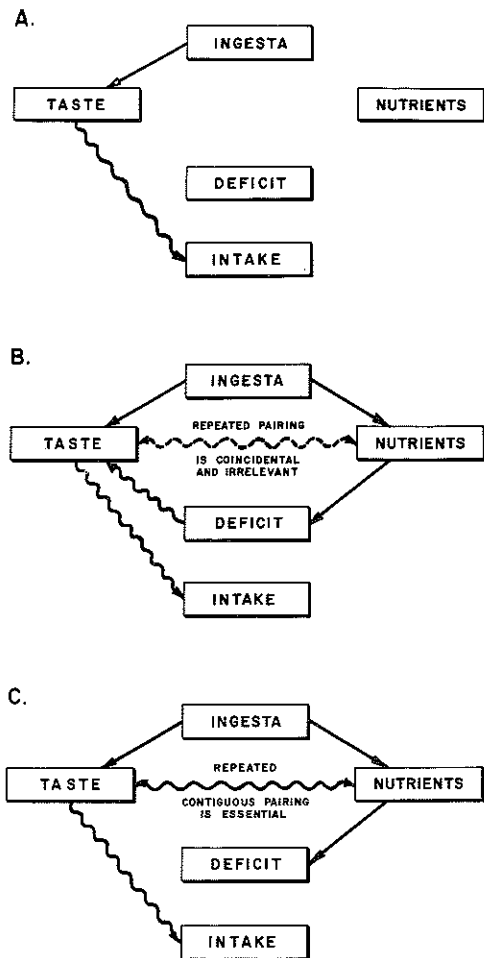 A.
INGESTA
TASTE
NUTRIENTS
DEFICIT
INTAKE
B.
INGESTA
REPEATED PAIRING
TASTE
NUTRIENTS
IS COINCIDENTAL
AND IRRELEVANT
DEFICIT
INTAKE
C.
INGESTA
REPEATED
TASTE
NUTRIENTS
CONTIGUOUS PAIRING
IS ESSENTIAL
DEFICIT
INTAKE